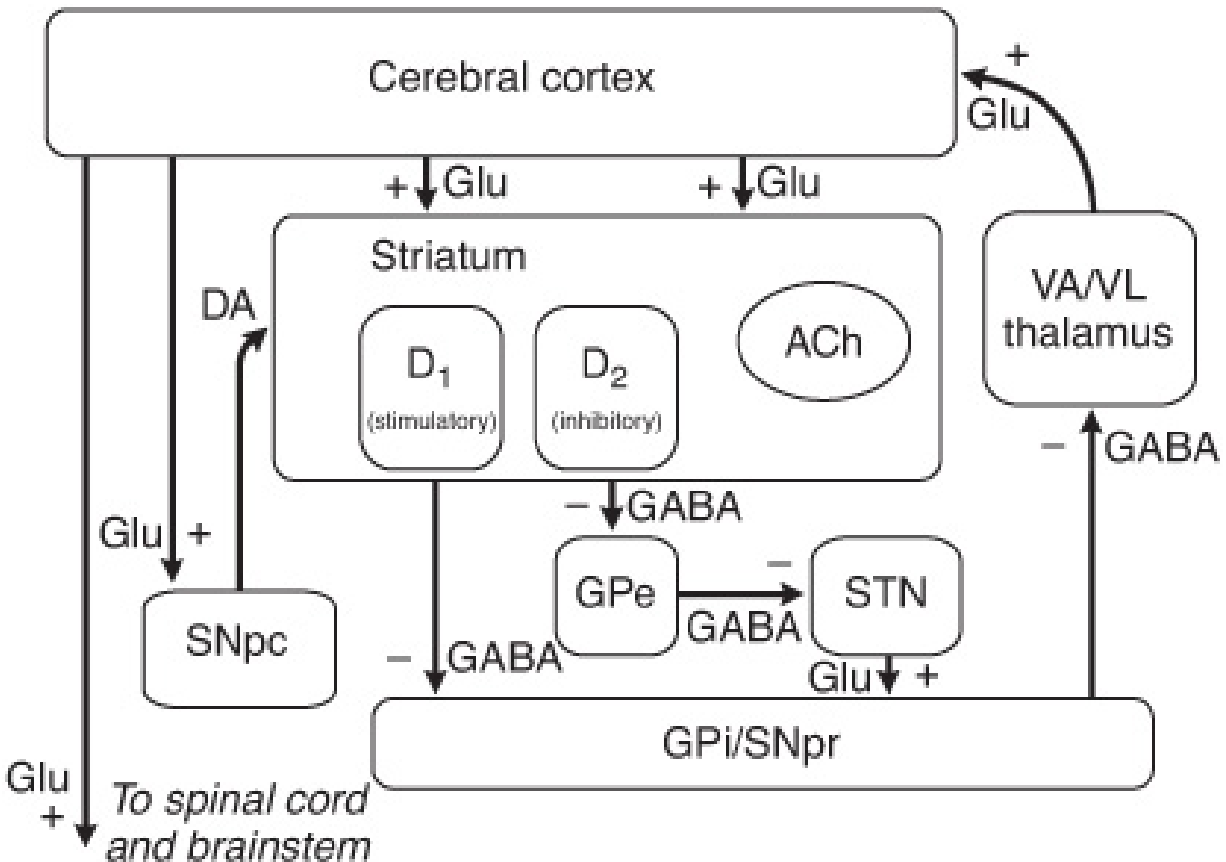 Cerebral cortex
+
Glu
+ Glu
+ Glu
Striatum
DA
D₁
(stimulatory)
D₂
(inhibitory)
ACh
VA/VL
thalamus
− GABA
− GABA
Glu +
SNpc
GPe
−
GABA
STN
− GABA
Glu +
GPi/SNpr
Glu
+
To spinal cord
and brainstem